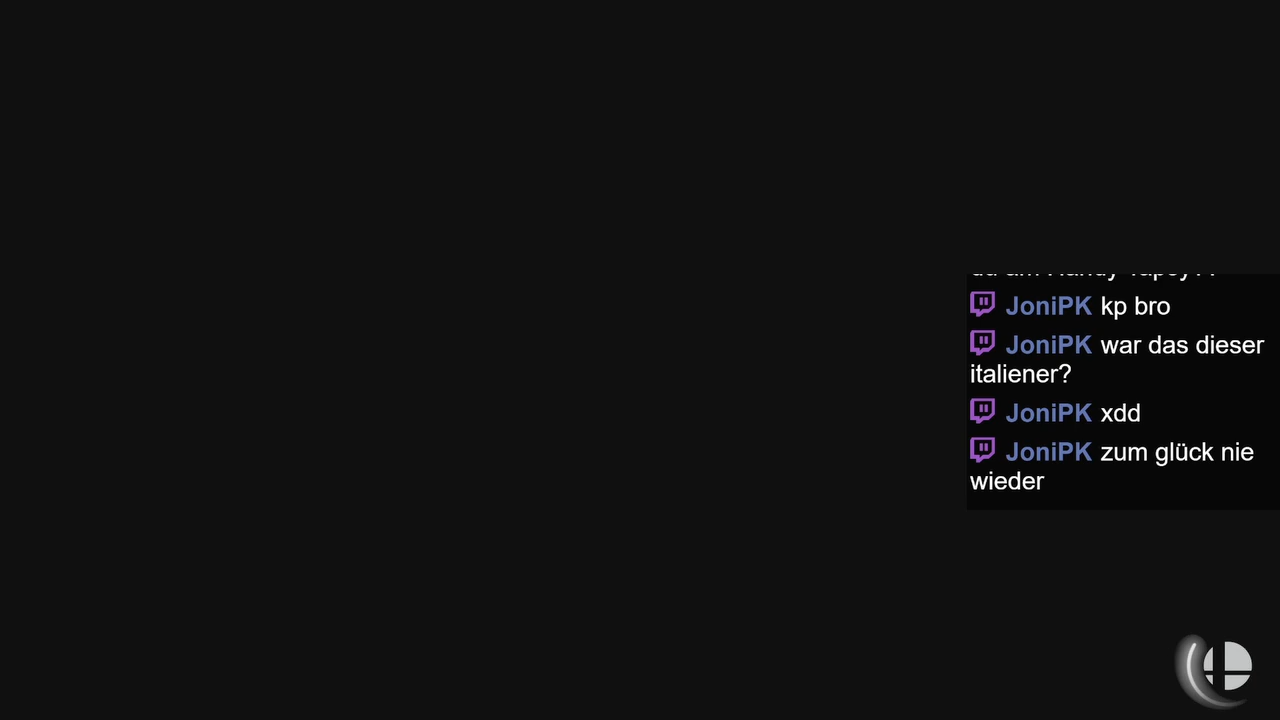 JoniPK kp bro
JoniPK war das dieser
italiener?
JoniPK xdd
JoniPK zum glück nie
wieder